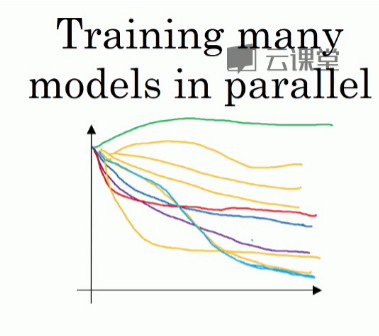 Training many
云课堂
models in parallel